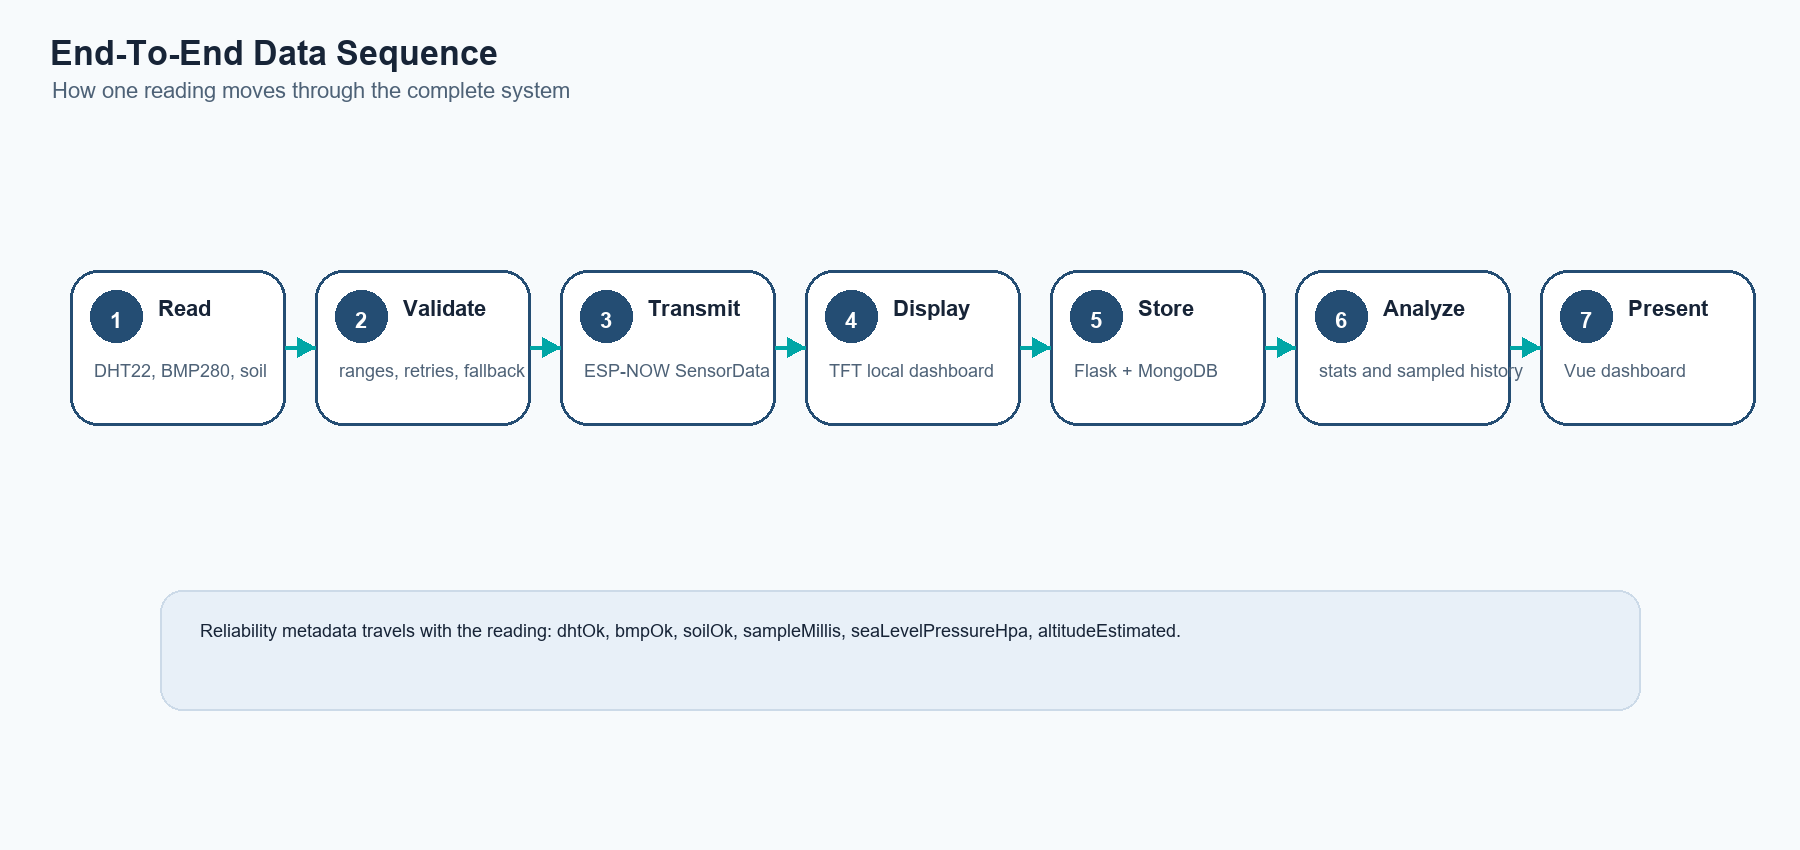 End-To-End Data Sequence
How one reading moves through the complete system
1 Read
DHT22, BMP280, soil
2 Validate
ranges, retries, fallback
3 Transmit
ESP-NOW SensorData
4 Display
TFT local dashboard
5 Store
Flask + MongoDB
6 Analyze
stats and sampled history
7 Present
Vue dashboard
Reliability metadata travels with the reading: dhtOk, bmpOk, soilOk, sampleMillis, seaLevelPressureHpa, altitudeEstimated.